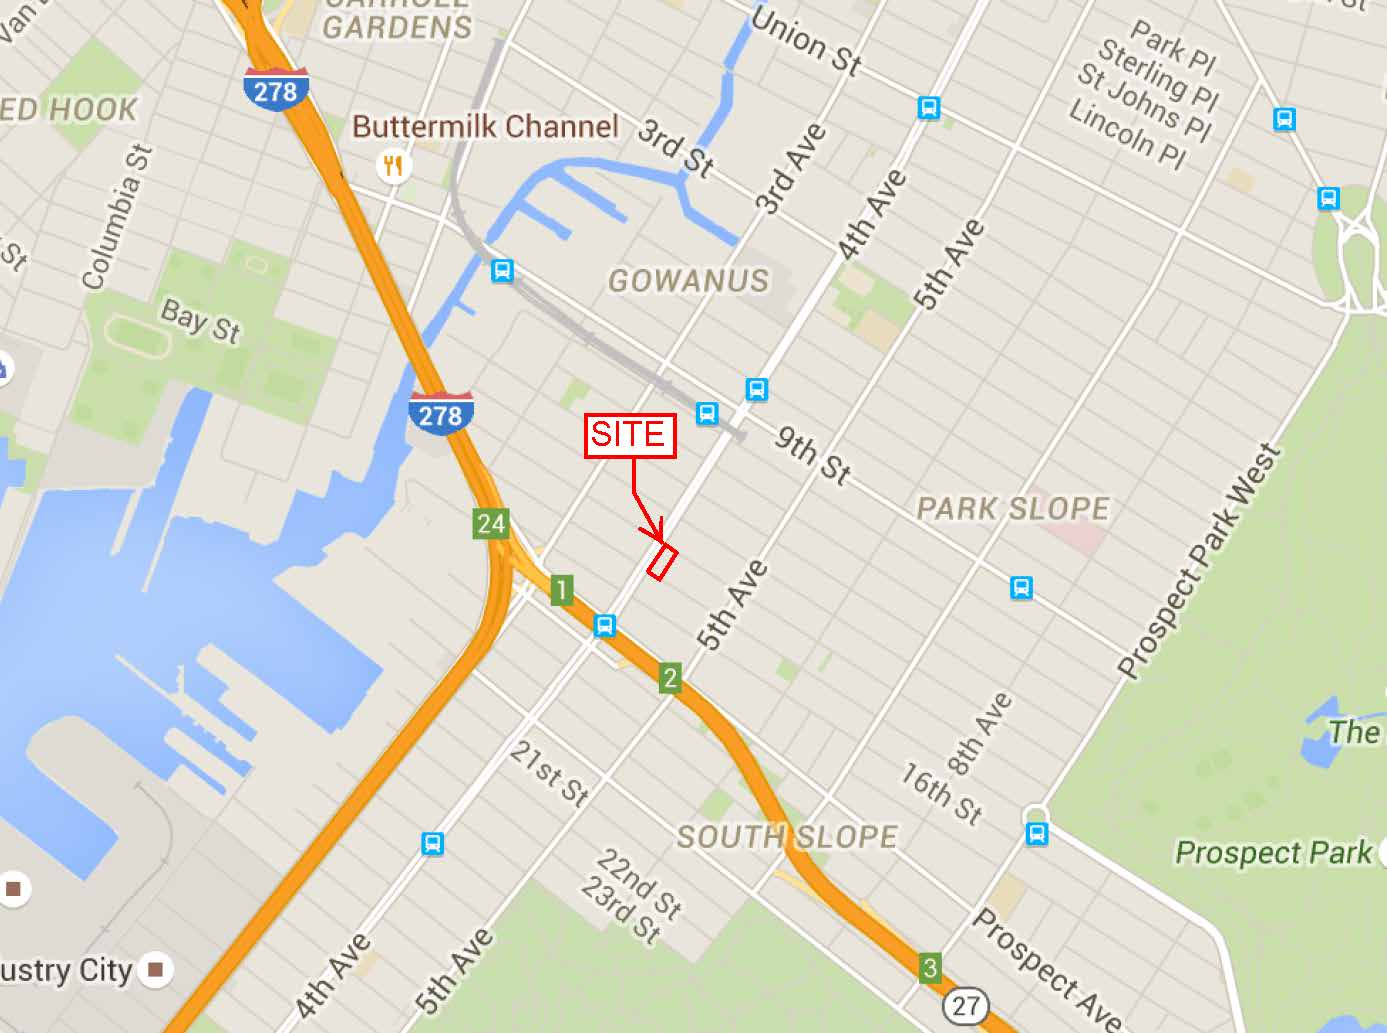 GARDENS
Union St
Park Pl
Sterling Pl
St Johns Pl
Lincoln Pl
278
ED HOOK
Buttermilk Channel
3rd St
3rd Ave
Columbia St
4th Ave
5th Ave
GOWANUS
Bay St
278
SITE
9th St
PARK SLOPE
Prospect Park West
24
1
5th Ave
2
8th Ave
The
21st St
16th St
SOUTH SLOPE
Prospect Park
22nd St
23rd St
4th Ave
5th Ave
Prospect Ave
ustry City
3
27